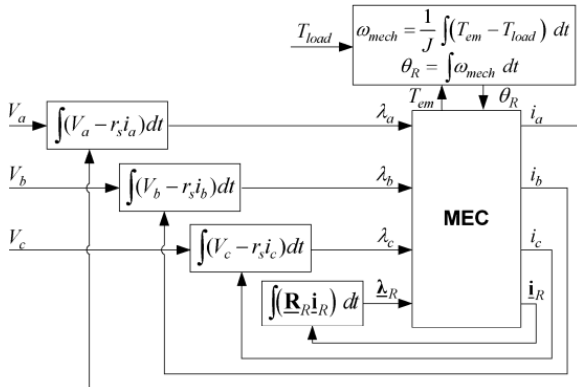 T_load
ω_mech = 1/J ∫(T_em − T_load) dt
θ_R = ∫ω_mech dt
T_em
θ_R
V_a
∫(V_a − r_s i_a)dt
λ_a
i_a
V_b
∫(V_b − r_s i_b)dt
λ_b
i_b
MEC
V_c
∫(V_c − r_s i_c)dt
λ_c
i_c
∫(R_R i_R) dt
λ_R
i_R